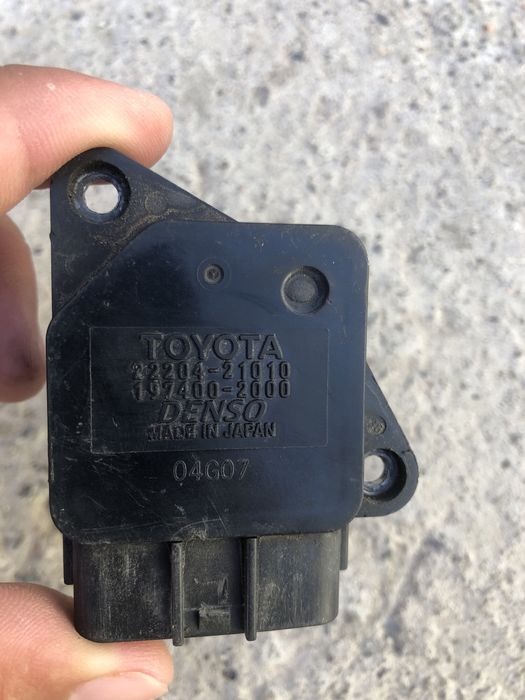 TOYOTA
22204-21010
197400-2000
DENSO
MADE IN JAPAN
04G07